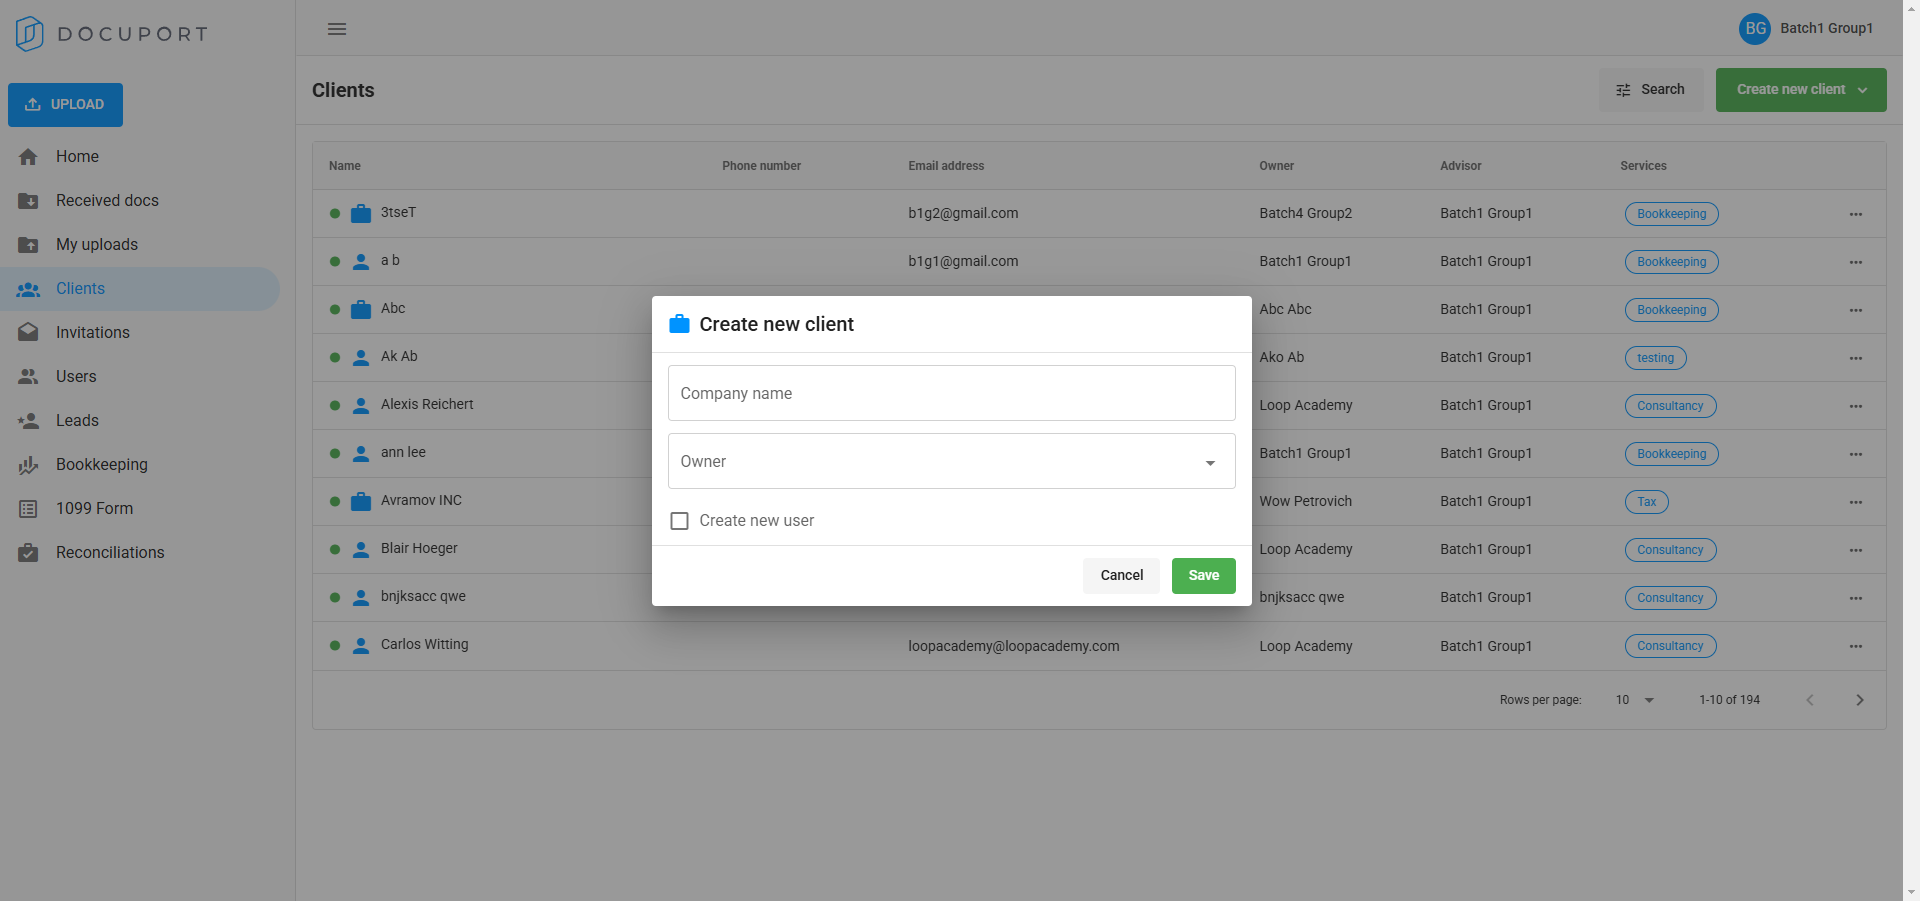 DOCUPORT
BG Batch1 Group1
UPLOAD
Home
Received docs
My uploads
Clients
Invitations
Users
Leads
Bookkeeping
1099 Form
Reconciliations
Clients
Search
Create new client
Name Phone number Email address Owner Advisor Services
3tseT b1g2@gmail.com Batch4 Group2 Batch1 Group1 Bookkeeping
a b b1g1@gmail.com Batch1 Group1 Batch1 Group1 Bookkeeping
Abc Abc Abc Batch1 Group1 Bookkeeping
Ak Ab Ako Ab Batch1 Group1 testing
Alexis Reichert Loop Academy Batch1 Group1 Consultancy
ann lee Batch1 Group1 Batch1 Group1 Bookkeeping
Avramov INC Wow Petrovich Batch1 Group1 Tax
Blair Hoeger Loop Academy Batch1 Group1 Consultancy
bnjksacc qwe bnjksacc qwe Batch1 Group1 Consultancy
Carlos Witting loopacademy@loopacademy.com Loop Academy Batch1 Group1 Consultancy
Rows per page: 10 1-10 of 194
Create new client
Company name
Owner
Create new user
Cancel Save